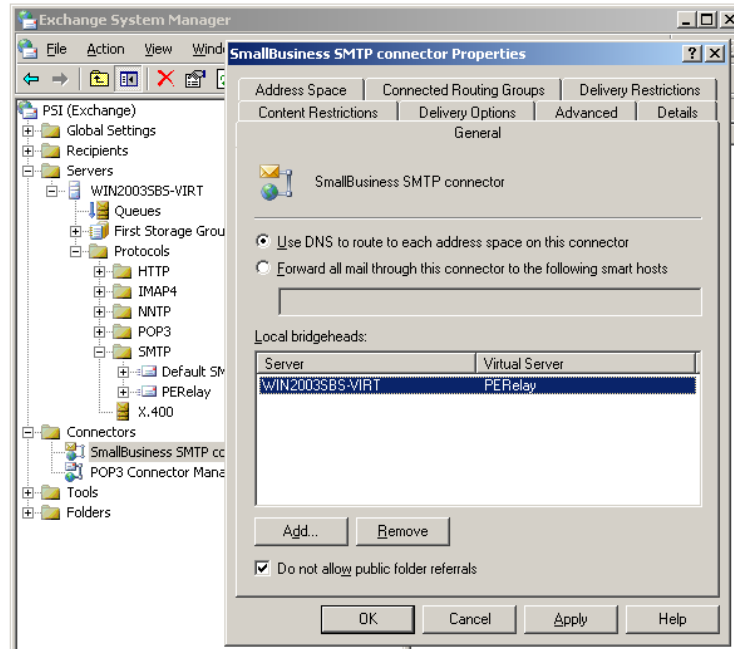 Exchange System Manager
File Action View Wind
PSI (Exchange)
Global Settings
Recipients
Servers
WIN2003SBS-VIRT
Queues
First Storage Grou
Protocols
HTTP
IMAP4
NNTP
POP3
SMTP
Default SM
PERelay
X.400
Connectors
SmallBusiness SMTP co
POP3 Connector Mana
Tools
Folders
SmallBusiness SMTP connector Properties
Address Space Connected Routing Groups Delivery Restrictions
Content Restrictions Delivery Options Advanced Details
General
SmallBusiness SMTP connector
Use DNS to route to each address space on this connector
Forward all mail through this connector to the following smart hosts
Local bridgeheads:
Server Virtual Server
WIN2003SBS-VIRT PERelay
Add... Remove
Do not allow public folder referrals
OK Cancel Apply Help